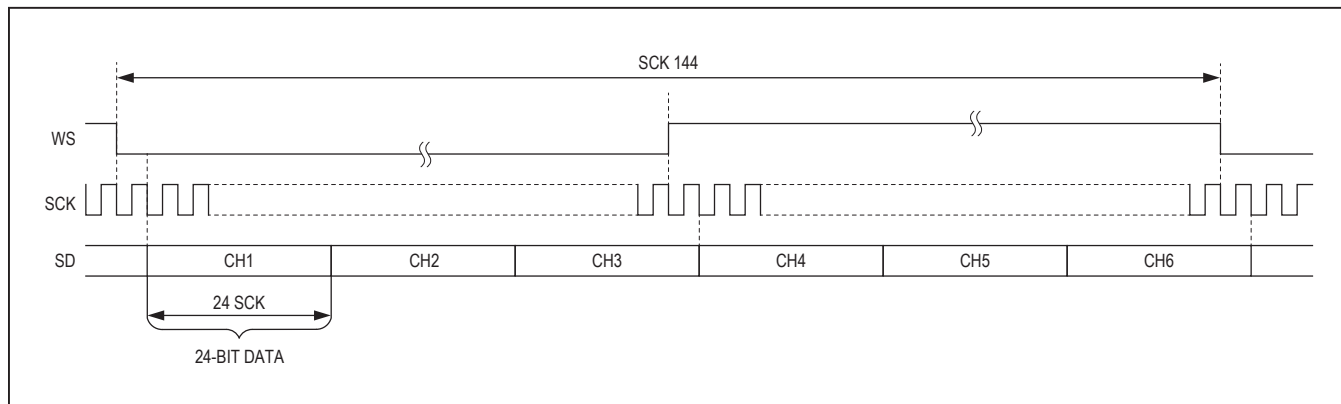 SCK 144
WS
SCK
SD CH1 CH2 CH3 CH4 CH5 CH6
24 SCK
24-BIT DATA